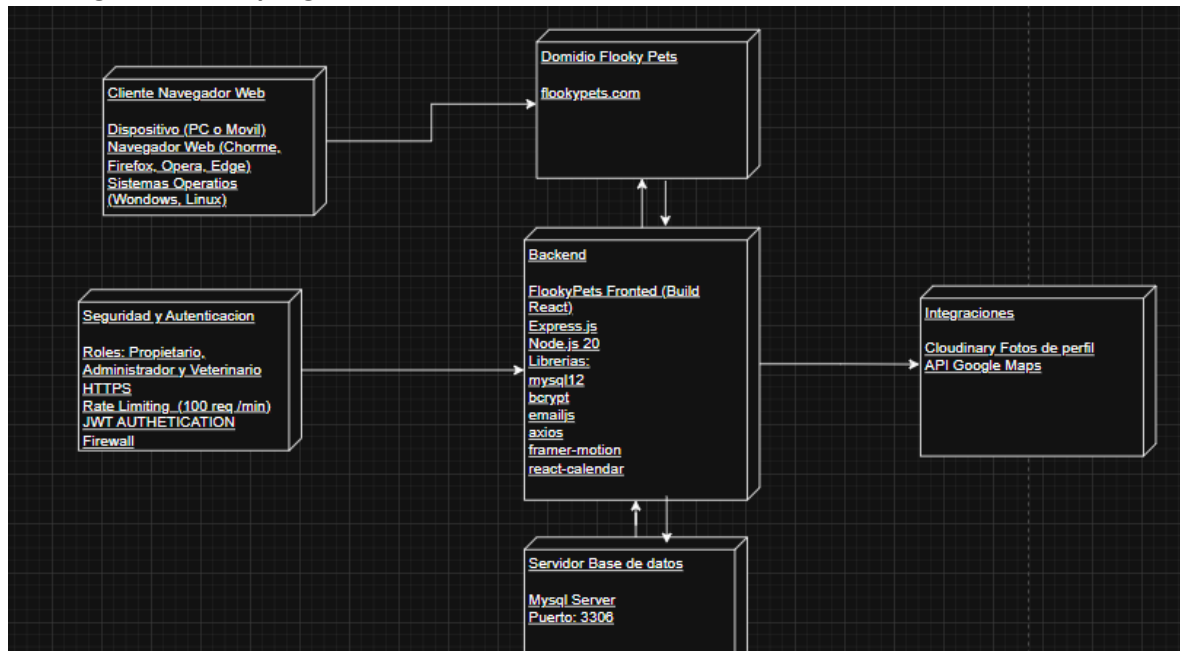 Cliente Navegador Web
Dispositivo (PC o Movil)
Navegador Web (Chorme,
Firefox, Opera, Edge)
Sistemas Operatios
(Wondows, Linux)
Domidio Flooky Pets
flookypets.com
Seguridad y Autenticacion
Roles: Propietario,
Administrador y Veterinario
HTTPS
Rate Limiting (100 req /min)
JWT AUTHETICATION
Firewall
Backend
FlookyPets Fronted (Build
React)
Express.js
Node.js 20
Librerias:
mysql12
bcrypt
emailjs
axios
framer-motion
react-calendar
Integraciones
Cloudinary Fotos de perfil
API Google Maps
Servidor Base de datos
Mysql Server
Puerto: 3306